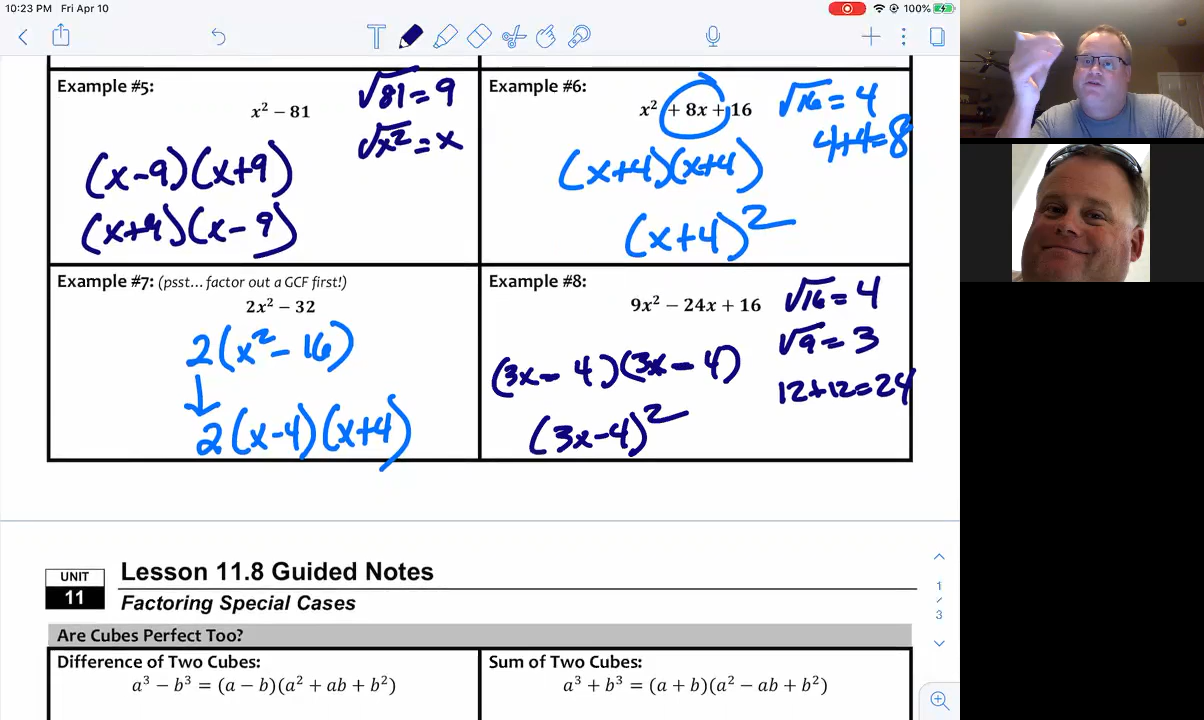 10:23 PM Fri Apr 10
100%
Example #5:
x² − 81
√81 = 9
√x² = x
(x-9)(x+9)
(x+9)(x-9)
Example #6:
x² + 8x + 16
√16 = 4
4+4=8
(x+4)(x+4)
(x+4)²
Example #7: (psst... factor out a GCF first!)
2x² − 32
2(x² - 16)
2(x-4)(x+4)
Example #8:
9x² − 24x + 16
√16 = 4
√9 = 3
12+12=24
(3x-4)(3x-4)
(3x-4)²
UNIT
11
Lesson 11.8 Guided Notes
Factoring Special Cases
Are Cubes Perfect Too?
Difference of Two Cubes:
a³ − b³ = (a − b)(a² + ab + b²)
Sum of Two Cubes:
a³ + b³ = (a + b)(a² − ab + b²)
1
/
3